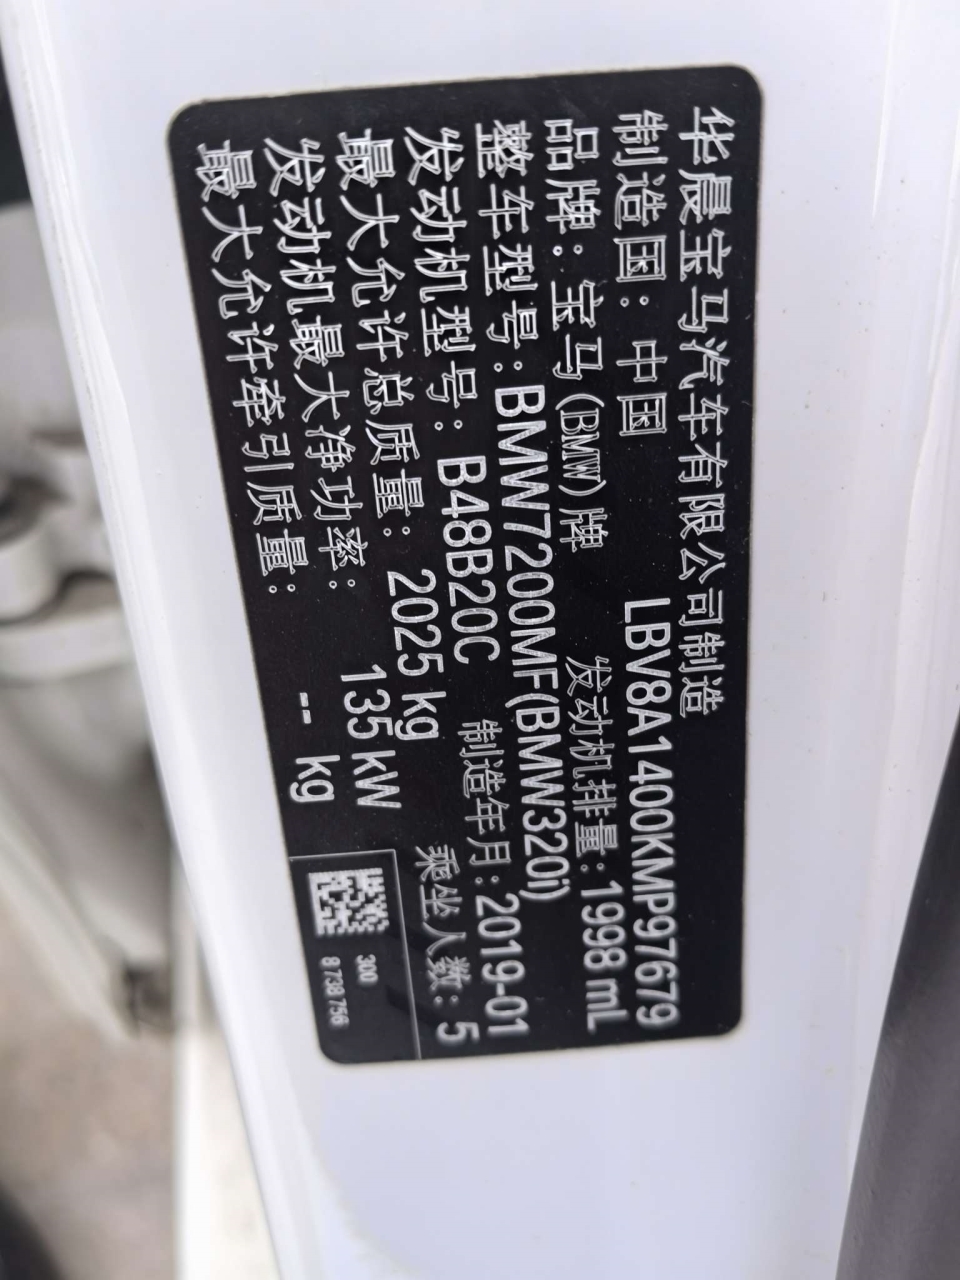 华晨宝马汽车有限公司制造
制造国：中国 LBV8A1400KMP97679
品牌：宝马(BMW)牌 发动机排量：1998 mL
整车型号：BMW7200MF(BMW320i)
发动机型号：B48B20C 制造年月：2019-01
最大允许总质量：2025 kg 乘坐人数：5
发动机最大净功率：135 kW
最大允许牵引质量：-- kg
300
8 738 756